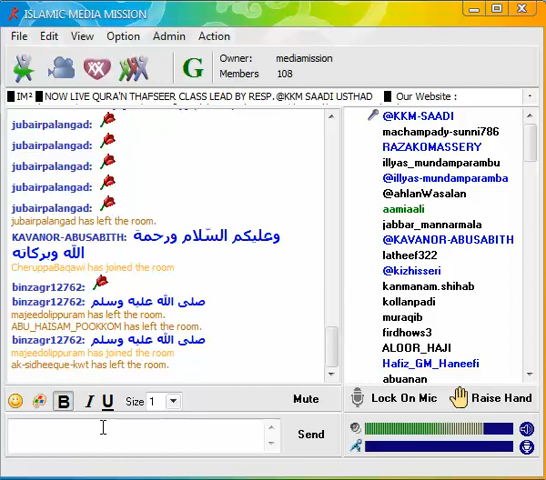 ISLAMIC MEDIA MISSION
File Edit View Option Admin Action
G
Owner: mediamission
Members 108
IM² NOW LIVE QURA'N THAFSEER CLASS LEAD BY RESP.@KKM SAADI USTHAD Our Website :
jubairpalangad:
jubairpalangad:
jubairpalangad:
jubairpalangad:
jubairpalangad:
jubairpalangad has left the room.
KAVANOR-ABUSABITH: وعليكم السّلام ورحمة
الله وبركاته
CheruppaBaqawi has joined the room
binzagr12762:
binzagr12762: صلى الله عليه وسلم
majeedolippuram has left the room.
ABU_HAISAM_POOKKOM has left the room.
binzagr12762: صلى الله عليه وسلم
majeedolippuram has joined the room
ak-sidheeque-kwt has left the room.
@KKM-SAADI
machampady-sunni786
RAZAKOMASSERY
illyas_mundamparambu
@illyas-mundaparamba
@ahlanWasalan
aamiaali
jabbar_mannarmala
@KAVANOR-ABUSABITH
latheef322
@kizhisseri
kanmanam.shihab
kollanpadi
muraqib
firdhows3
ALOOR_HAJI
Hafiz_GM_Haneefi
abuanan
B I U Size 1 Mute
Lock On Mic Raise Hand
Send